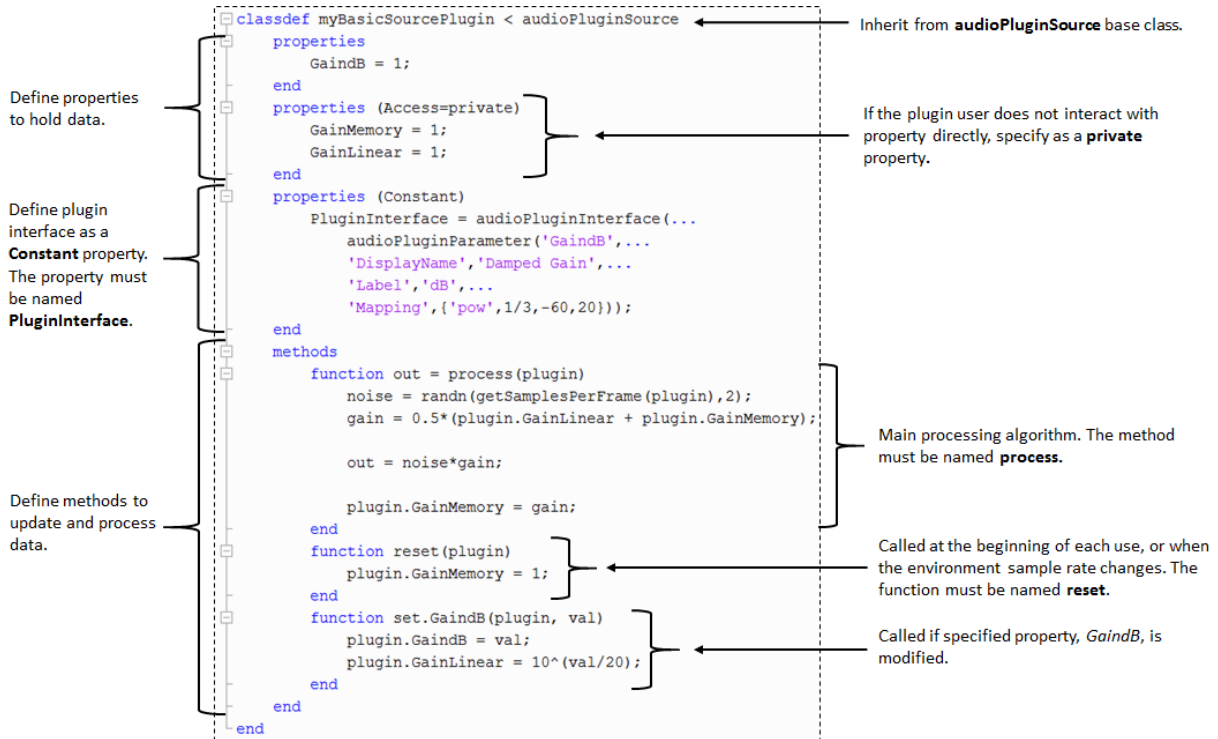 classdef myBasicSourcePlugin < audioPluginSource
properties
GaindB = 1;
end
properties (Access=private)
GainMemory = 1;
GainLinear = 1;
end
properties (Constant)
PluginInterface = audioPluginInterface(...
audioPluginParameter('GaindB',...
'DisplayName','Damped Gain',...
'Label','dB',...
'Mapping',{'pow',1/3,-60,20}));
end
methods
function out = process(plugin)
noise = randn(getSamplesPerFrame(plugin),2);
gain = 0.5*(plugin.GainLinear + plugin.GainMemory);
out = noise*gain;
plugin.GainMemory = gain;
end
function reset(plugin)
plugin.GainMemory = 1;
end
function set.GaindB(plugin, val)
plugin.GaindB = val;
plugin.GainLinear = 10^(val/20);
end
end
end
Define properties
to hold data.
Define plugin
interface as a
Constant property.
The property must
be named
PluginInterface.
Define methods to
update and process
data.
Inherit from audioPluginSource base class.
If the plugin user does not interact with
property directly, specify as a private
property.
Main processing algorithm. The method
must be named process.
Called at the beginning of each use, or when
the environment sample rate changes. The
function must be named reset.
Called if specified property, GaindB, is
modified.